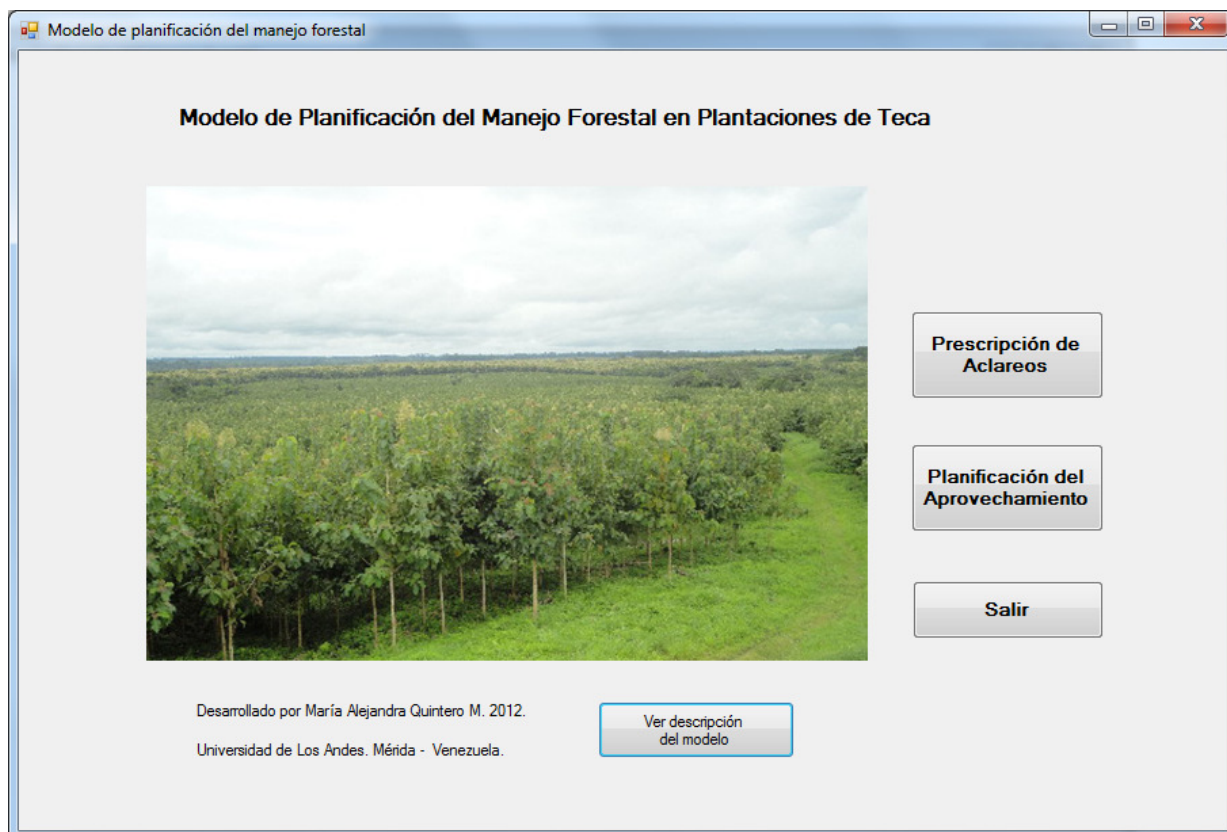 Modelo de planificación del manejo forestal
Modelo de Planificación del Manejo Forestal en Plantaciones de Teca
Prescripción de
Aclareos
Planificación del
Aprovechamiento
Salir
Desarrollado por María Alejandra Quintero M. 2012.
Universidad de Los Andes. Mérida - Venezuela.
Ver descripción
del modelo